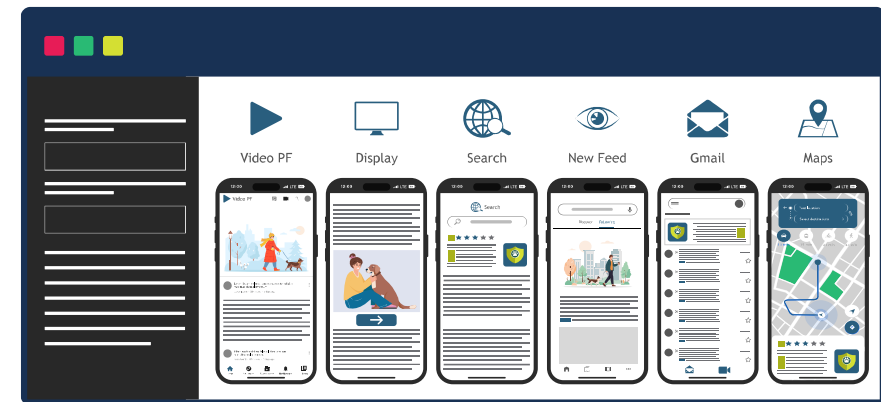 Video PF
Display
Search
New Feed
Gmail
Maps
12:00
LTE
12:00
LTE
12:00
LTE
12:00
LTE
12:00
LTE
12:00
LTE
Video PF
Search